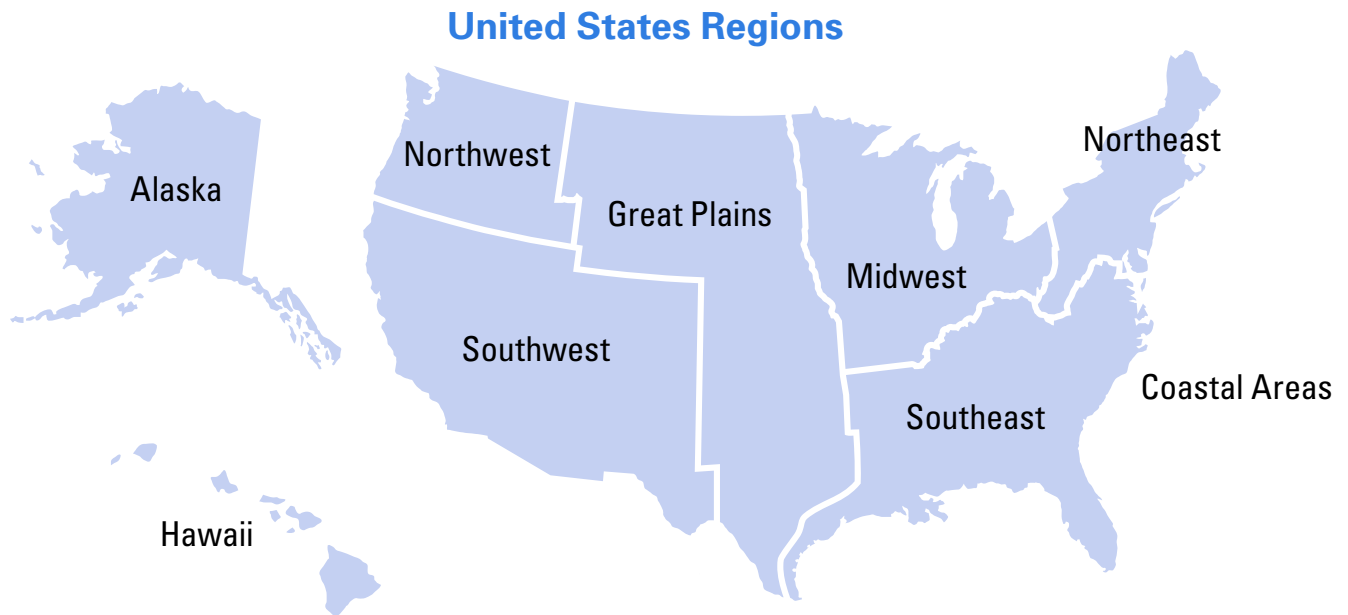 United States Regions
Northeast
Northwest
Alaska
Great Plains
Midwest
Southwest
Coastal Areas
Southeast
Hawaii